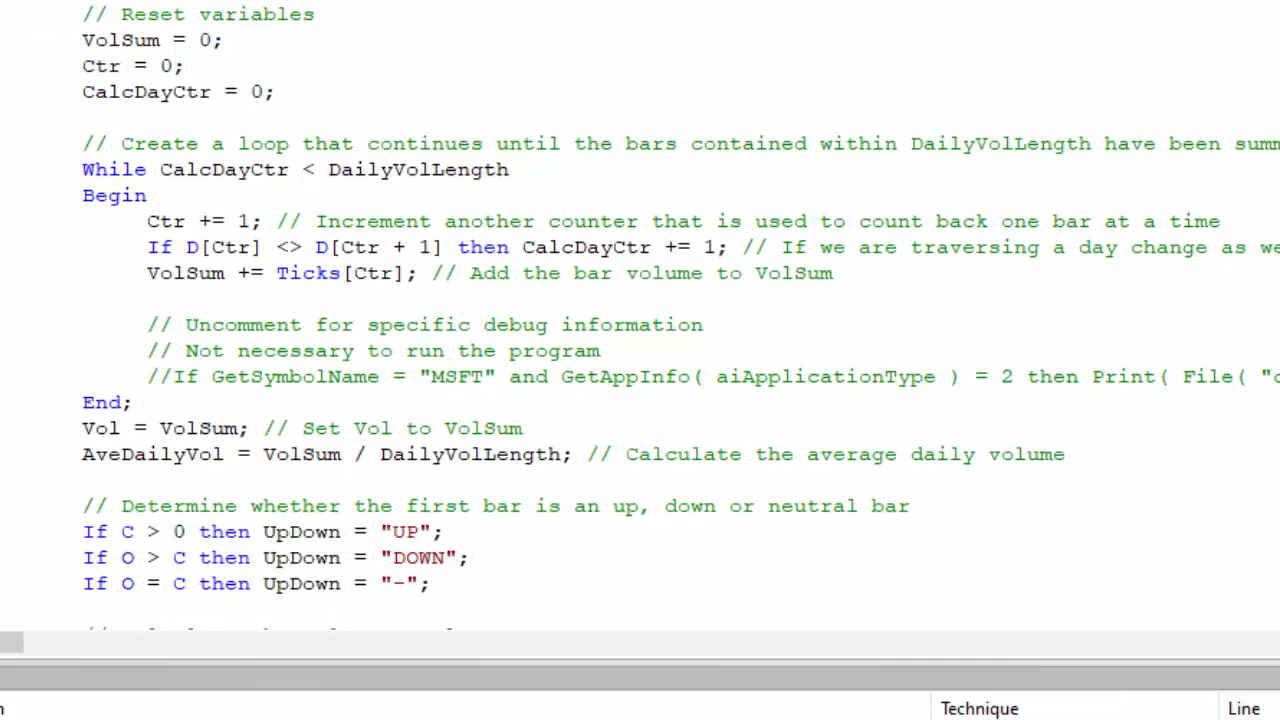 // Reset variables
VolSum = 0;
Ctr = 0;
CalcDayCtr = 0;
// Create a loop that continues until the bars contained within DailyVolLength have been summ
While CalcDayCtr < DailyVolLength
Begin
Ctr += 1; // Increment another counter that is used to count back one bar at a time
If D[Ctr] <> D[Ctr + 1] then CalcDayCtr += 1; // If we are traversing a day change as we
VolSum += Ticks[Ctr]; // Add the bar volume to VolSum
// Uncomment for specific debug information
// Not necessary to run the program
//If GetSymbolName = "MSFT" and GetAppInfo( aiApplicationType ) = 2 then Print( File( "c
End;
Vol = VolSum; // Set Vol to VolSum
AveDailyVol = VolSum / DailyVolLength; // Calculate the average daily volume
// Determine whether the first bar is an up, down or neutral bar
If C > 0 then UpDown = "UP";
If O > C then UpDown = "DOWN";
If O = C then UpDown = "-";
Technique
Line